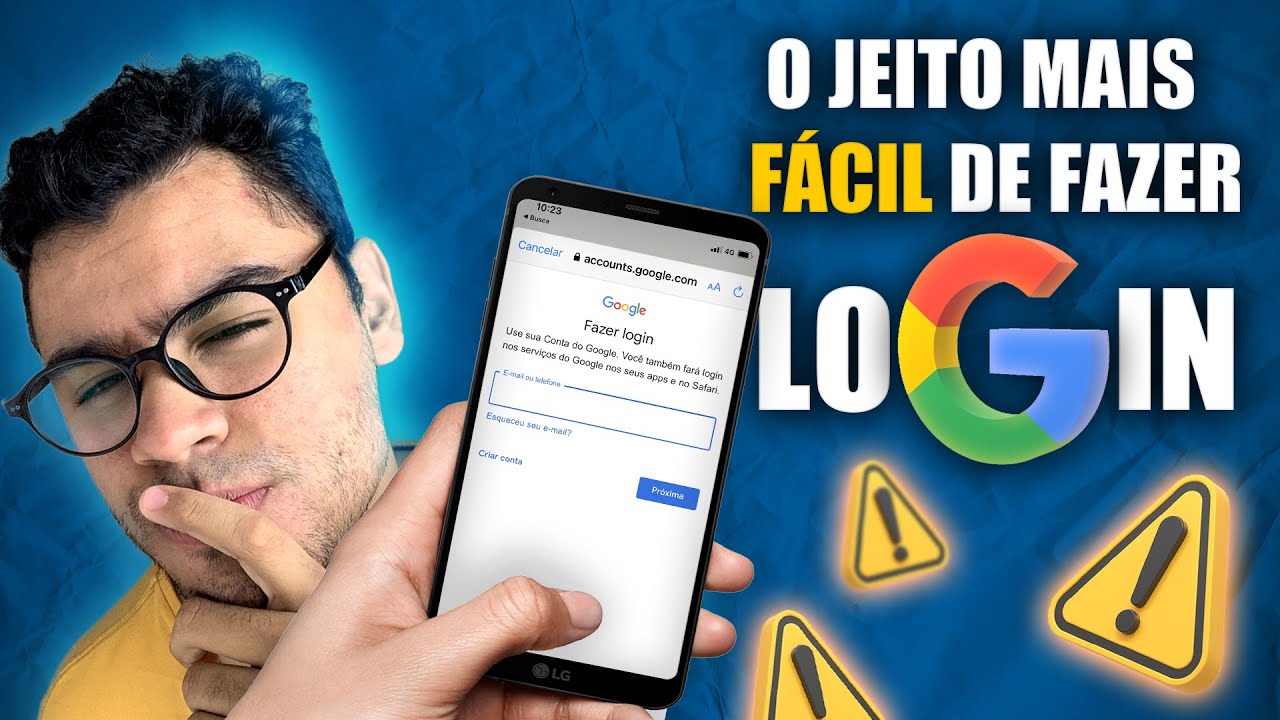 O JEITO MAIS
FÁCIL DE FAZER
LOGIN
10:23
Busca
4G
Cancelar
accounts.google.com
AA
Google
Fazer login
Use sua Conta do Google. Você também fará login
nos serviços do Google nos seus apps e no Safari.
E-mail ou telefone
Esqueceu seu e-mail?
Criar conta
Próxima
LG